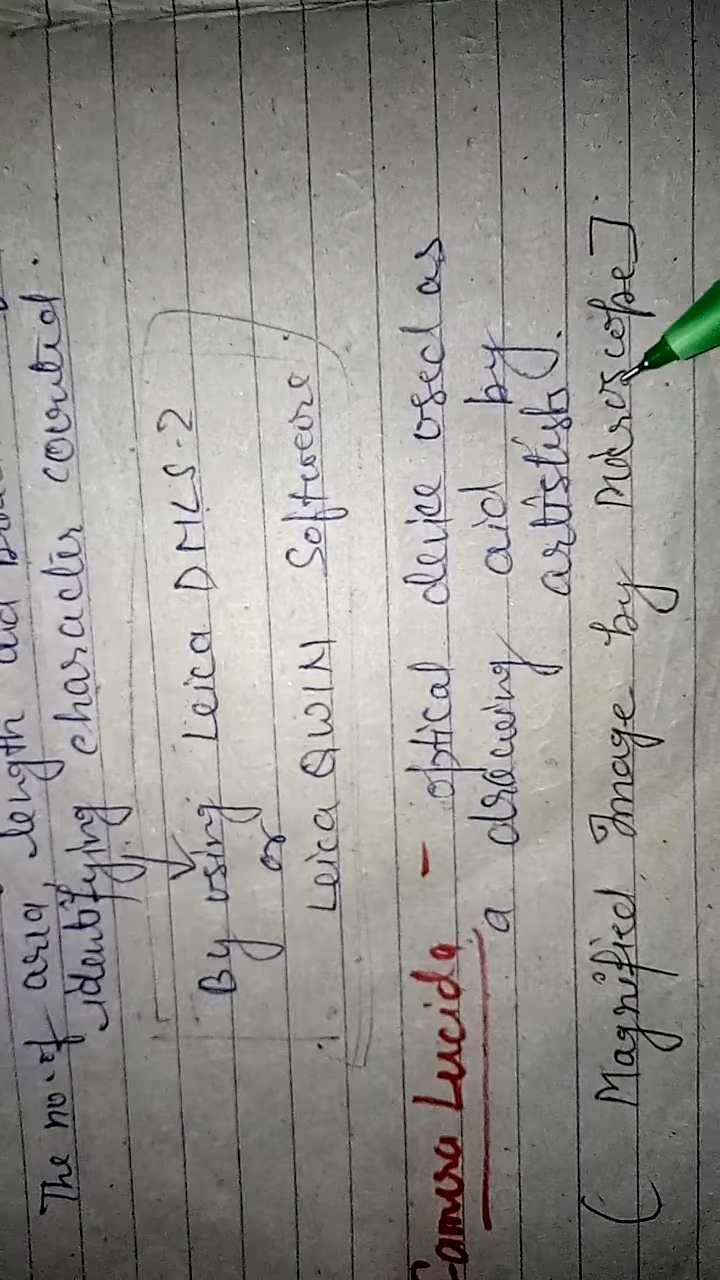 length and
The no. of area,
identifying character counted.
By using Leica DMLS-2
or
Leica QWIN Software.
Camera Lucida - optical device used as
a drawing aid by
artistists.
( Magnified Image by Microscope]